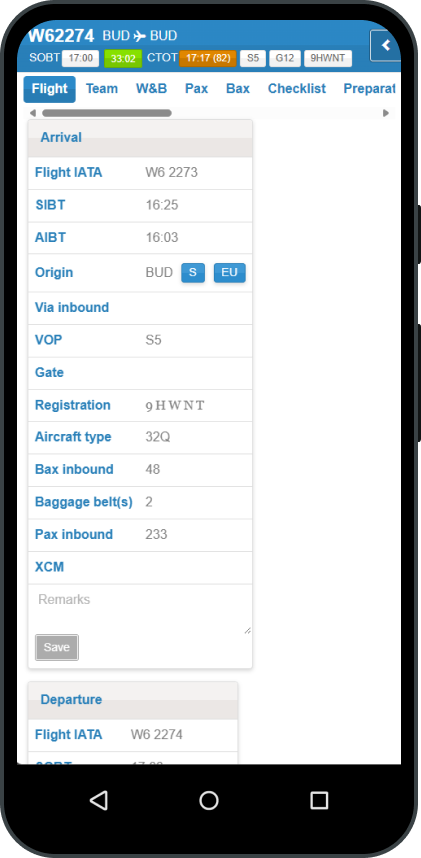 W62274 BUD ✈ BUD
SOBT 17:00 33:02 CTOT 17:17 (82) S5 G12 9HWNT
Flight Team W&B Pax Bax Checklist Preparat
Arrival
Flight IATA W6 2273
SIBT 16:25
AIBT 16:03
Origin BUD S EU
Via inbound
VOP S5
Gate
Registration 9HWNT
Aircraft type 32Q
Bax inbound 48
Baggage belt(s) 2
Pax inbound 233
XCM
Remarks
Save
Departure
Flight IATA W6 2274